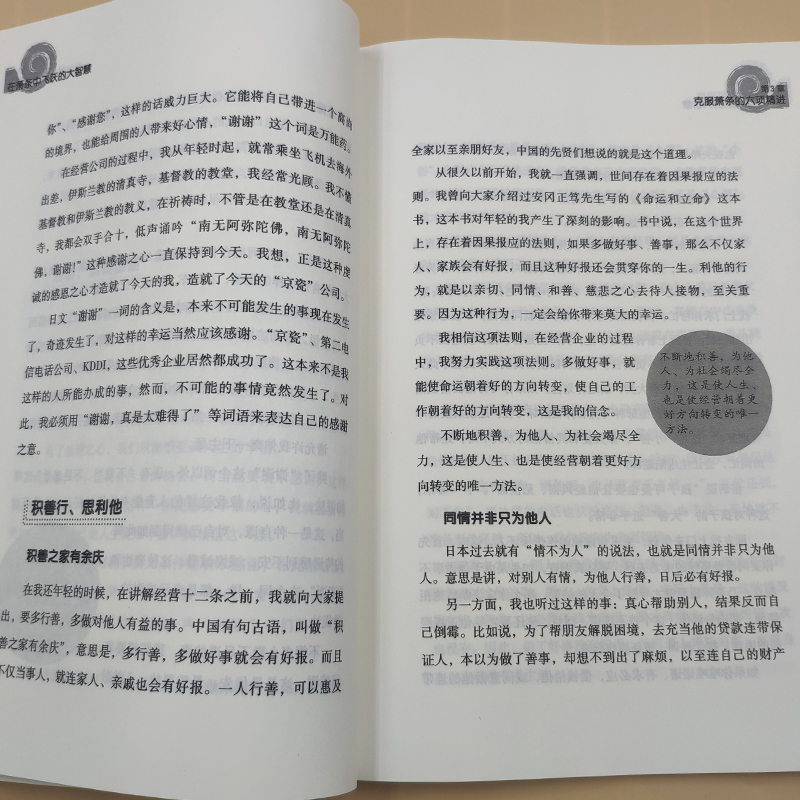 在萧条中飞跃的大智慧
你”、“感谢您”，这样的话威力巨大。它能将自己带进一个高尚
的境界，也能给周围的人带来好心情，“谢谢”这个词是万能药。
在经营公司的过程中，我从年轻时起，就常乘坐飞机去海外
出差，伊斯兰教的清真寺，基督教的教堂，我经常光顾。我不懂
基督教和伊斯兰教的教义，在祈祷时，不管是在教堂还是在清真
寺，我都会双手合十，低声诵吟“南无阿弥陀佛，南无阿弥陀
佛，谢谢!”这种感谢之心一直保持到今天。我想，正是这种虔
诚的感恩之心才造就了今天的我，造就了今天的“京瓷”公司。
日文“谢谢”一词的含义是，本来不可能发生的事现在发生
了，奇迹发生了，对这样的幸运当然应该感谢。“京瓷”、第二电
信电话公司、KDDI，这些优秀企业居然都成功了。这本来不是我
这样的人所能办成的事，然而，不可能的事情竟然发生了。对
此，我必须用“谢谢，真是太难得了”等词语来表达自己的感谢
之意。
积善行、思利他
积善之家有余庆
在我还年轻的时候，在讲解经营十二条之前，我就向大家提
出，要多行善，多做对他人有益的事。中国有句古语，叫做“积
善之家有余庆”，意思是，多行善，多做好事就会有好报。而且
不仅当事人，就连家人、亲戚也会有好报。一人行善，可以惠及
第3章
克服萧条的六项精进
全家以至亲朋好友，中国的先贤们想说的就是这个道理。
从很久以前开始，我就一直强调，世间存在着因果报应的法
则。我曾向大家介绍过安冈正笃先生写的《命运和立命》这本
书，这本书对年轻的我产生了深刻的影响。书中说，在这个世界
上，存在着因果报应的法则，如果多做好事、善事，那么不仅家
人、家族会有好报，而且这种好报还会贯穿你的一生。利他的行
为，就是以亲切、同情、和善、慈悲之心去待人接物，至关重
要。因为这种行为，一定会给你带来莫大的幸运。
我相信这项法则，在经营企业的过程
中，我努力实践这项法则。多做好事，就
能使命运朝着好的方向转变，使自己的工
作朝着好的方向转变，这是我的信念。
不断地积善、为他人、为社会竭尽全
力，这是使人生、也是使经营朝着更好方
向转变的唯一方法。
不断地积善、为他
人、为社会竭尽全
力，这是使人生、
也是使经营朝着更
好方向转变的唯一
方法。
同情并非只为他人
日本过去就有“情不为人”的说法，也就是同情并非只为他
人。意思是讲，对别人有情，为他人行善，日后必有好报。
另一方面，我也听过这样的事：真心帮助别人，结果反而自
己倒霉。比如说，为了帮朋友解脱困境，去充当他的贷款连带保
证人，本以为做了善事，却想不到出了麻烦，以至连自己的财产